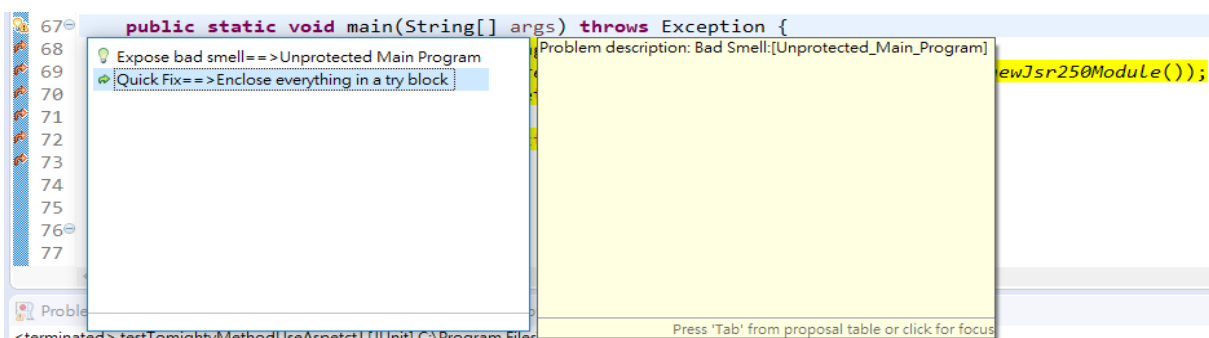 67 public static void main(String[] args) throws Exception {
68
69 newJsr250Module());
70
71
72
73
74
75
76
77
Expose bad smell==>Unprotected Main Program
Quick Fix==>Enclose everything in a try block
Problem description: Bad Smell:[Unprotected_Main_Program]
Press 'Tab' from proposal table or click for focus
Proble
<terminated> testTomightyMethodUseAspetct1 [JUnit] C:\Program Files